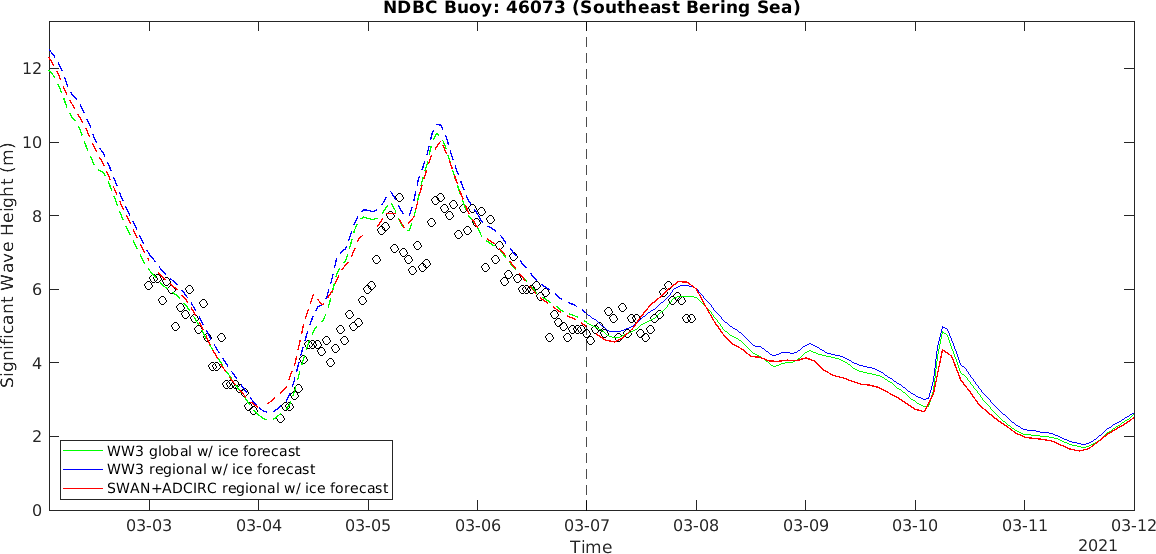 NDBC Buoy: 46073 (Southeast Bering Sea)
Significant Wave Height (m)
12
10
8
6
4
2
0
WW3 global w/ ice forecast
WW3 regional w/ ice forecast
SWAN+ADCIRC regional w/ ice forecast
03-03 03-04 03-05 03-06 03-07 03-08 03-09 03-10 03-11 03-12
Time
2021